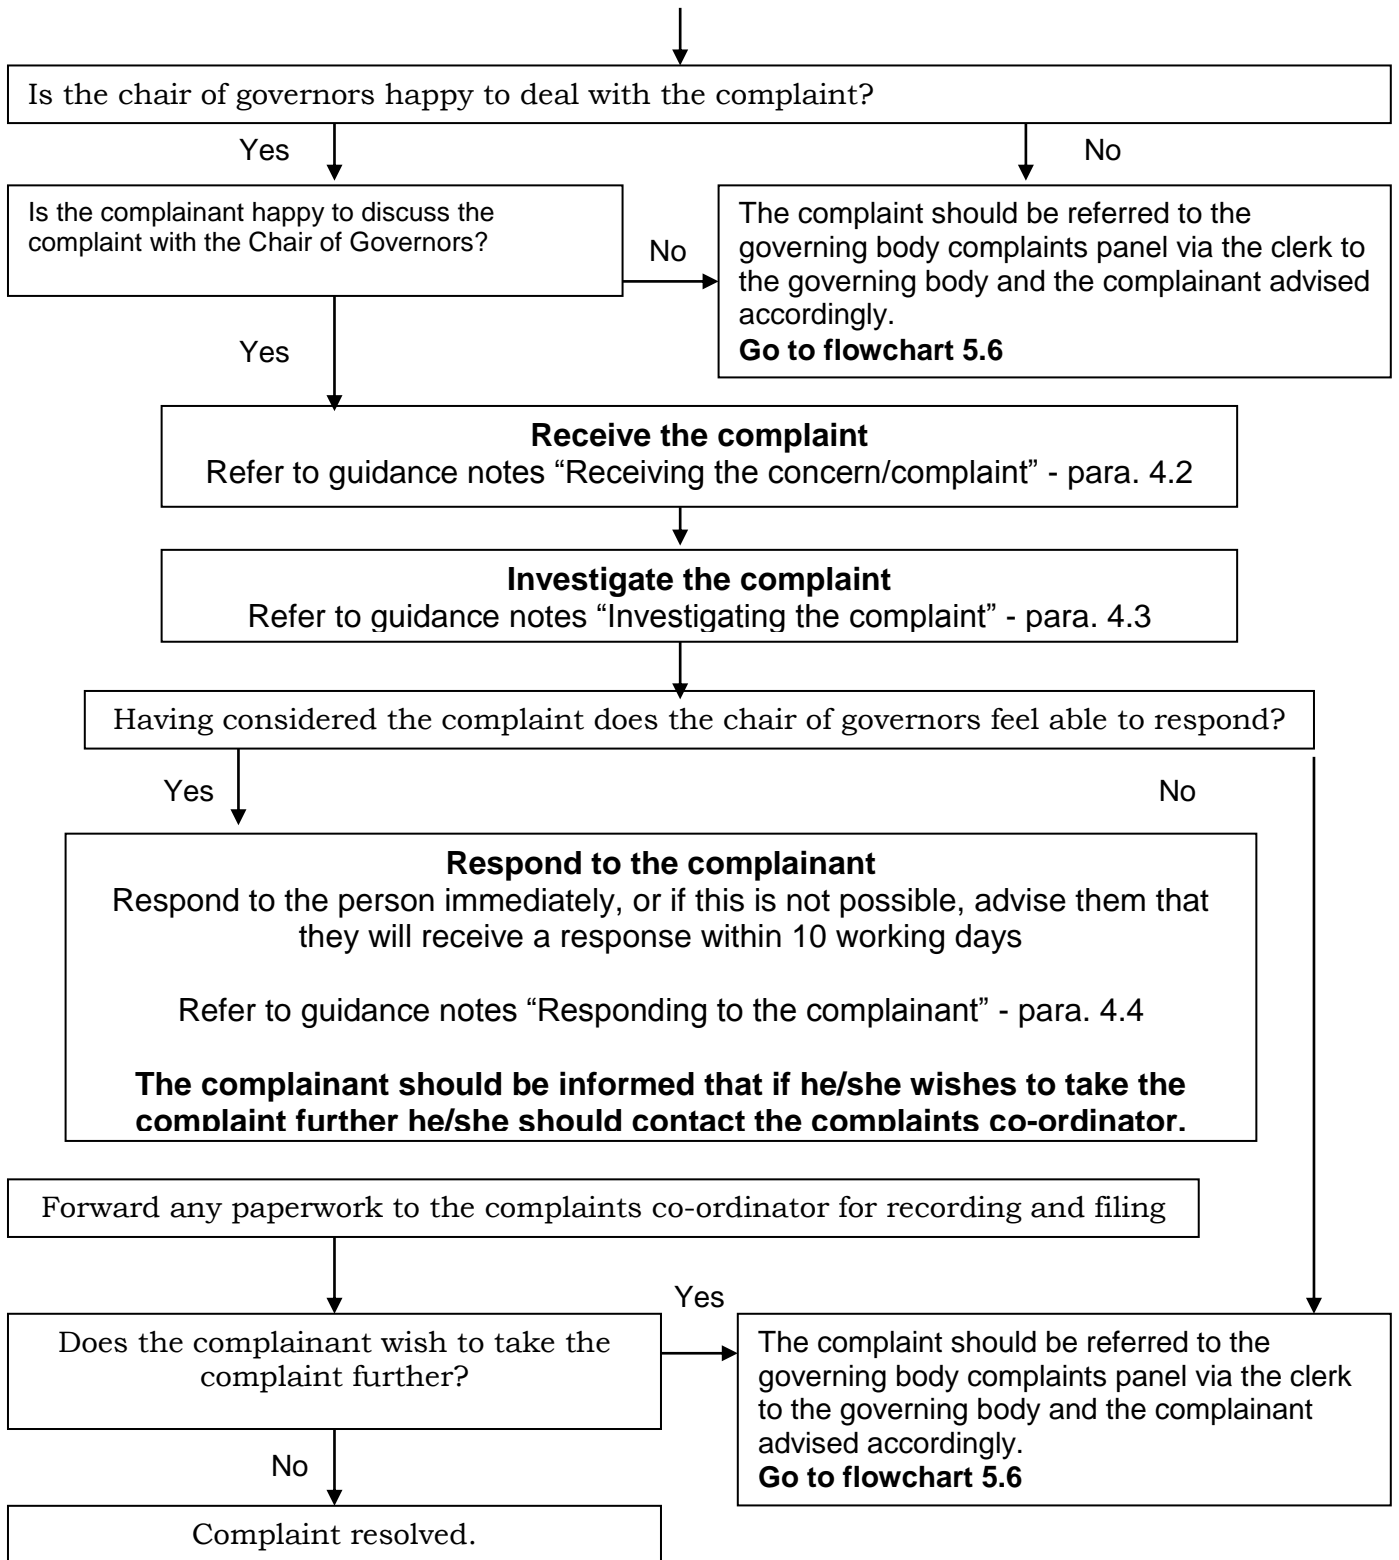 Is the chair of governors happy to deal with the complaint?
Yes
No
Is the complainant happy to discuss the
complaint with the Chair of Governors?
No
The complaint should be referred to the
governing body complaints panel via the clerk to
the governing body and the complainant advised
accordingly.
Go to flowchart 5.6
Yes
Receive the complaint
Refer to guidance notes “Receiving the concern/complaint” - para. 4.2
Investigate the complaint
Refer to guidance notes “Investigating the complaint” - para. 4.3
Having considered the complaint does the chair of governors feel able to respond?
Yes
No
Respond to the complainant
Respond to the person immediately, or if this is not possible, advise them that
they will receive a response within 10 working days
Refer to guidance notes “Responding to the complainant” - para. 4.4
The complainant should be informed that if he/she wishes to take the
complaint further he/she should contact the complaints co-ordinator.
Forward any paperwork to the complaints co-ordinator for recording and filing
Does the complainant wish to take the
complaint further?
Yes
The complaint should be referred to the
governing body complaints panel via the clerk
to the governing body and the complainant
advised accordingly.
Go to flowchart 5.6
No
Complaint resolved.